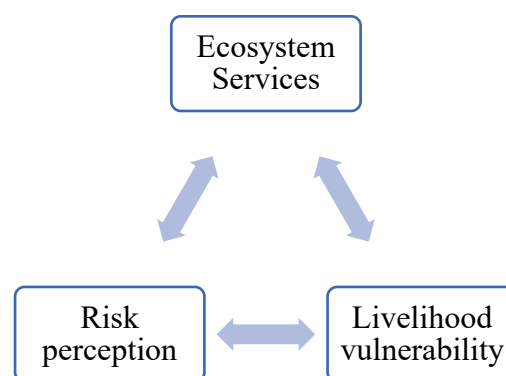 Ecosystem
Services
Risk
perception
Livelihood
vulnerability